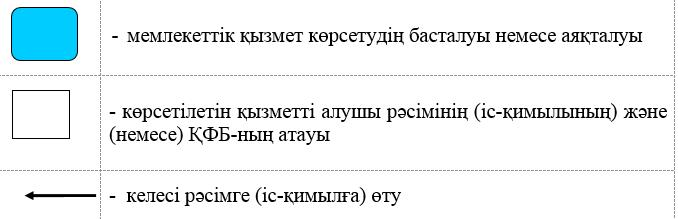 - мемлекеттік қызмет көрсетудің басталуы немесе аяқталуы
- көрсетілетін қызметті алушы рәсімінің (іс-қимылының) және
(немесе) ҚФБ-ның атауы
- келесі рәсімге (іс-қимылға) өту